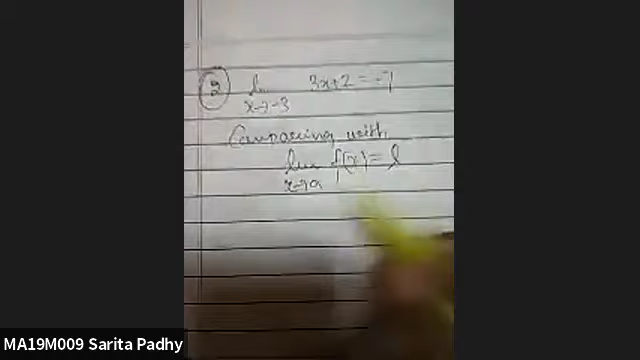 2 lim 3x+2 = -7
x→-3
Comparing with
lim f(x) = l
x→a
MA19M009 Sarita Padhy